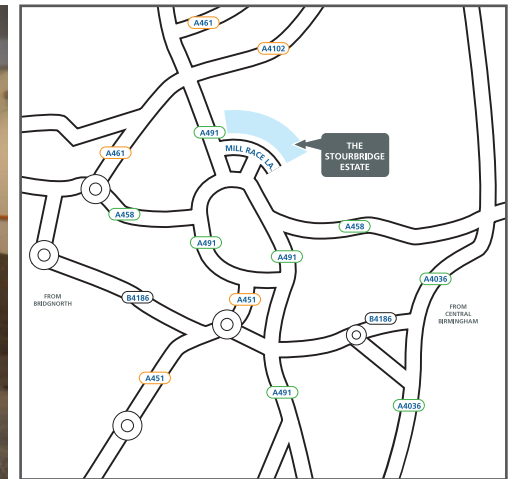 A461
A4102
A491
MILL RACE LA.
THE
STOURBRIDGE
ESTATE
A461
A458
A458
A491
A491
A4036
FROM
BRIDGNORTH
B4186
A451
FROM
CENTRAL
BIRMINGHAM
B4186
A451
A491
A4036